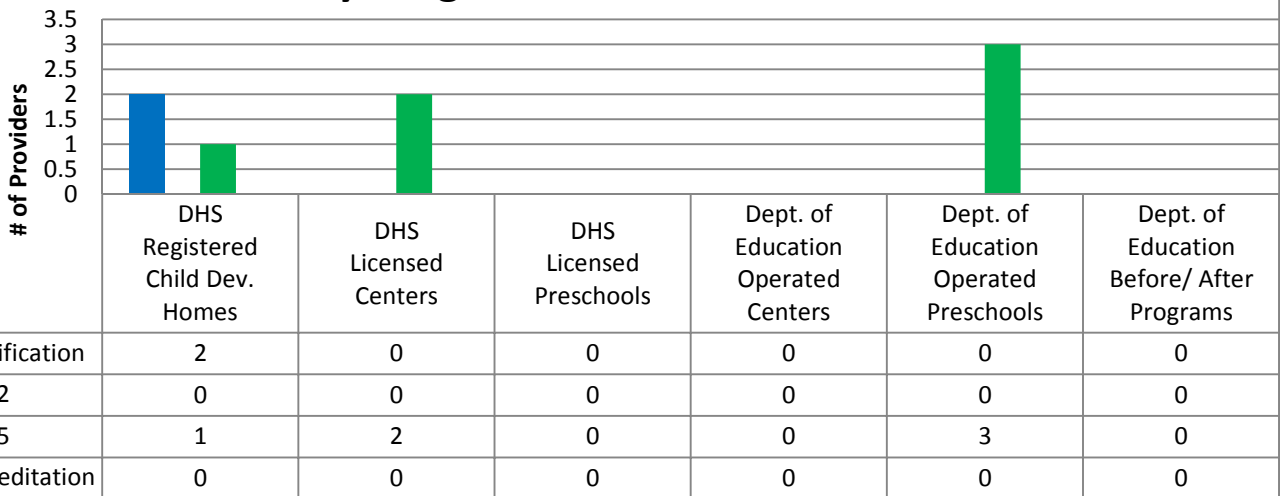 3.5
3
2.5
2
1.5
1
0.5
0
# of Providers
DHS Registered Child Dev. Homes
DHS Licensed Centers
DHS Licensed Preschools
Dept. of Education Operated Centers
Dept. of Education Operated Preschools
Dept. of Education Before/ After Programs
ification 2 0 0 0 0 0
2 0 0 0 0 0 0
5 1 2 0 0 3 0
editation 0 0 0 0 0 0